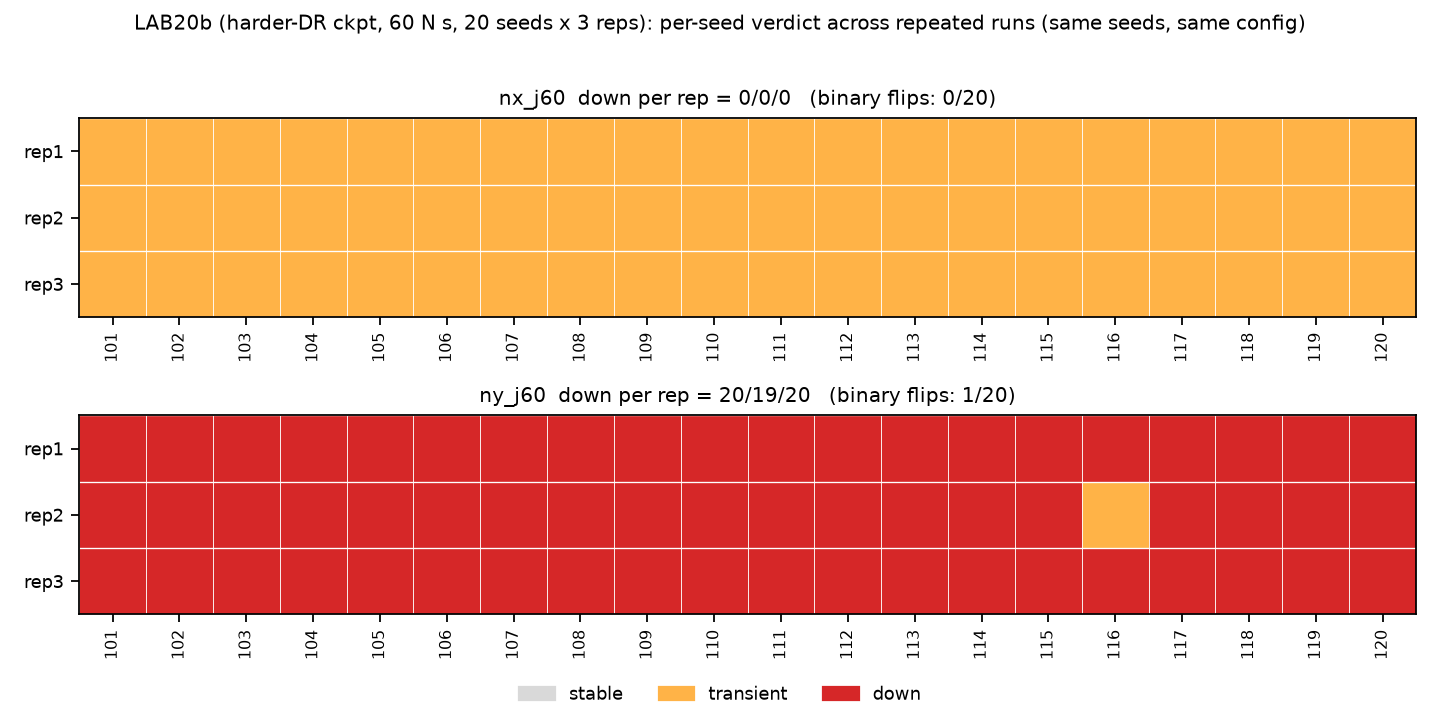 LAB20b (harder-DR ckpt, 60 N s, 20 seeds x 3 reps): per-seed verdict across repeated runs (same seeds, same config)
nx_j60  down per rep = 0/0/0   (binary flips: 0/20)
rep1
rep2
rep3
101 102 103 104 105 106 107 108 109 110 111 112 113 114 115 116 117 118 119 120
ny_j60  down per rep = 20/19/20   (binary flips: 1/20)
rep1
rep2
rep3
101 102 103 104 105 106 107 108 109 110 111 112 113 114 115 116 117 118 119 120
stable transient down